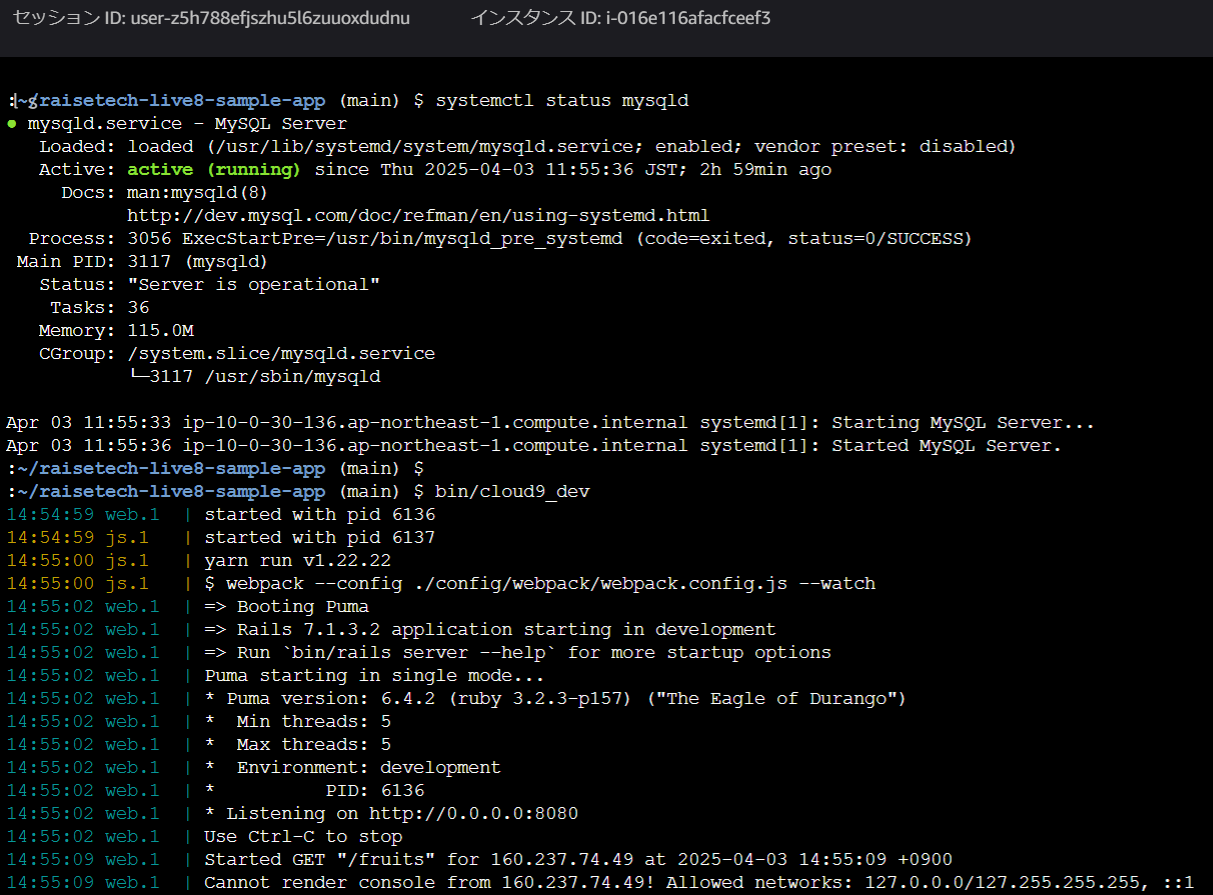 セッション ID: user-z5h788efjszhu5l6zuuoxdudnu インスタンス ID: i-016e116afacfceef3
raisetech-live8-sample-app (main) $ systemctl status mysqld
● mysqld.service - MySQL Server
Loaded: loaded (/usr/lib/systemd/system/mysqld.service; enabled; vendor preset: disabled)
Active: active (running) since Thu 2025-04-03 11:55:36 JST; 2h 59min ago
Docs: man:mysqld(8)
http://dev.mysql.com/doc/refman/en/using-systemd.html
Process: 3056 ExecStartPre=/usr/bin/mysqld_pre_systemd (code=exited, status=0/SUCCESS)
Main PID: 3117 (mysqld)
Status: "Server is operational"
Tasks: 36
Memory: 115.0M
CGroup: /system.slice/mysqld.service
└─3117 /usr/sbin/mysqld
Apr 03 11:55:33 ip-10-0-30-136.ap-northeast-1.compute.internal systemd[1]: Starting MySQL Server...
Apr 03 11:55:36 ip-10-0-30-136.ap-northeast-1.compute.internal systemd[1]: Started MySQL Server.
:~/raisetech-live8-sample-app (main) $
:~/raisetech-live8-sample-app (main) $ bin/cloud9_dev
14:54:59 web.1 | started with pid 6136
14:54:59 js.1 | started with pid 6137
14:55:00 js.1 | yarn run v1.22.22
14:55:00 js.1 | $ webpack --config ./config/webpack/webpack.config.js --watch
14:55:02 web.1 | => Booting Puma
14:55:02 web.1 | => Rails 7.1.3.2 application starting in development
14:55:02 web.1 | => Run `bin/rails server --help` for more startup options
14:55:02 web.1 | Puma starting in single mode...
14:55:02 web.1 | * Puma version: 6.4.2 (ruby 3.2.3-p157) ("The Eagle of Durango")
14:55:02 web.1 | * Min threads: 5
14:55:02 web.1 | * Max threads: 5
14:55:02 web.1 | * Environment: development
14:55:02 web.1 | * PID: 6136
14:55:02 web.1 | * Listening on http://0.0.0.0:8080
14:55:02 web.1 | Use Ctrl-C to stop
14:55:09 web.1 | Started GET "/fruits" for 160.237.74.49 at 2025-04-03 14:55:09 +0900
14:55:09 web.1 | Cannot render console from 160.237.74.49! Allowed networks: 127.0.0.0/127.255.255.255, ::1